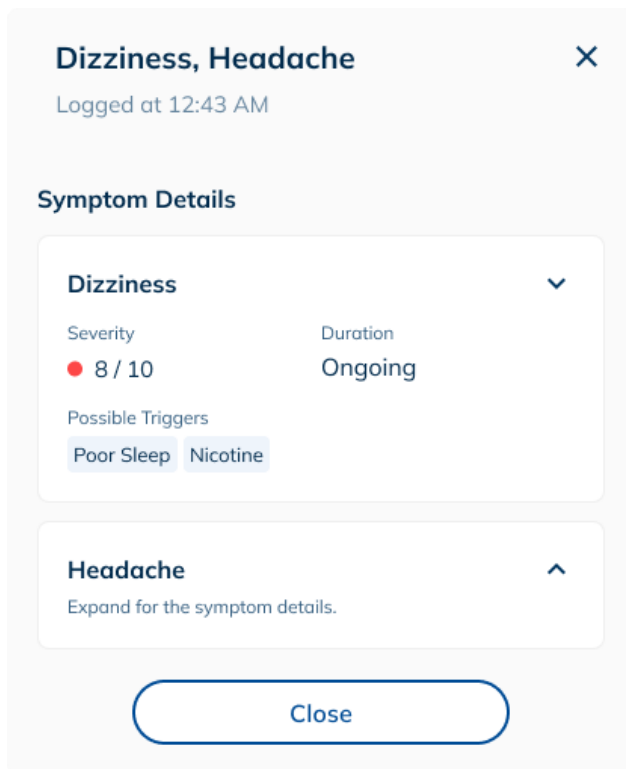 Dizziness, Headache
Logged at 12:43 AM
Symptom Details
Dizziness
Severity
Duration
8 / 10
Ongoing
Possible Triggers
Poor Sleep
Nicotine
Headache
Expand for the symptom details.
Close